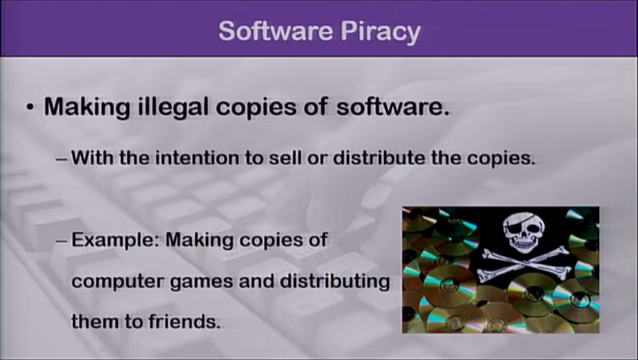 Software Piracy
• Making illegal copies of software.
– With the intention to sell or distribute the copies.
– Example: Making copies of
computer games and distributing
them to friends.